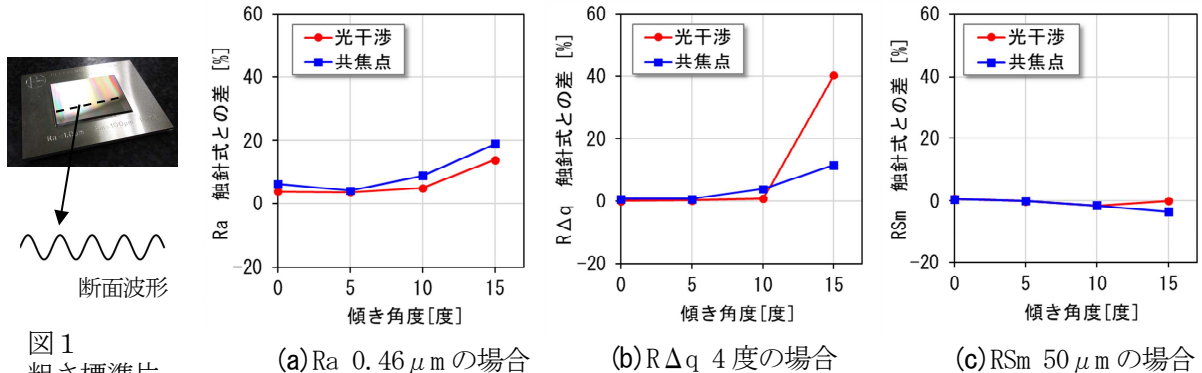 断面波形
図1
粗さ標準片
60
40
20
0
-20
Ra 触針式との差 [%]
光干渉
共焦点
0 5 10 15
傾き角度[度]
(a)Ra 0.46μmの場合
60
40
20
0
-20
RΔq 触針式との差 [%]
光干渉
共焦点
0 5 10 15
傾き角度[度]
(b)RΔq 4度の場合
60
40
20
0
-20
RSm 触針式との差 [%]
光干渉
共焦点
0 5 10 15
傾き角度[度]
(c)RSm 50μmの場合